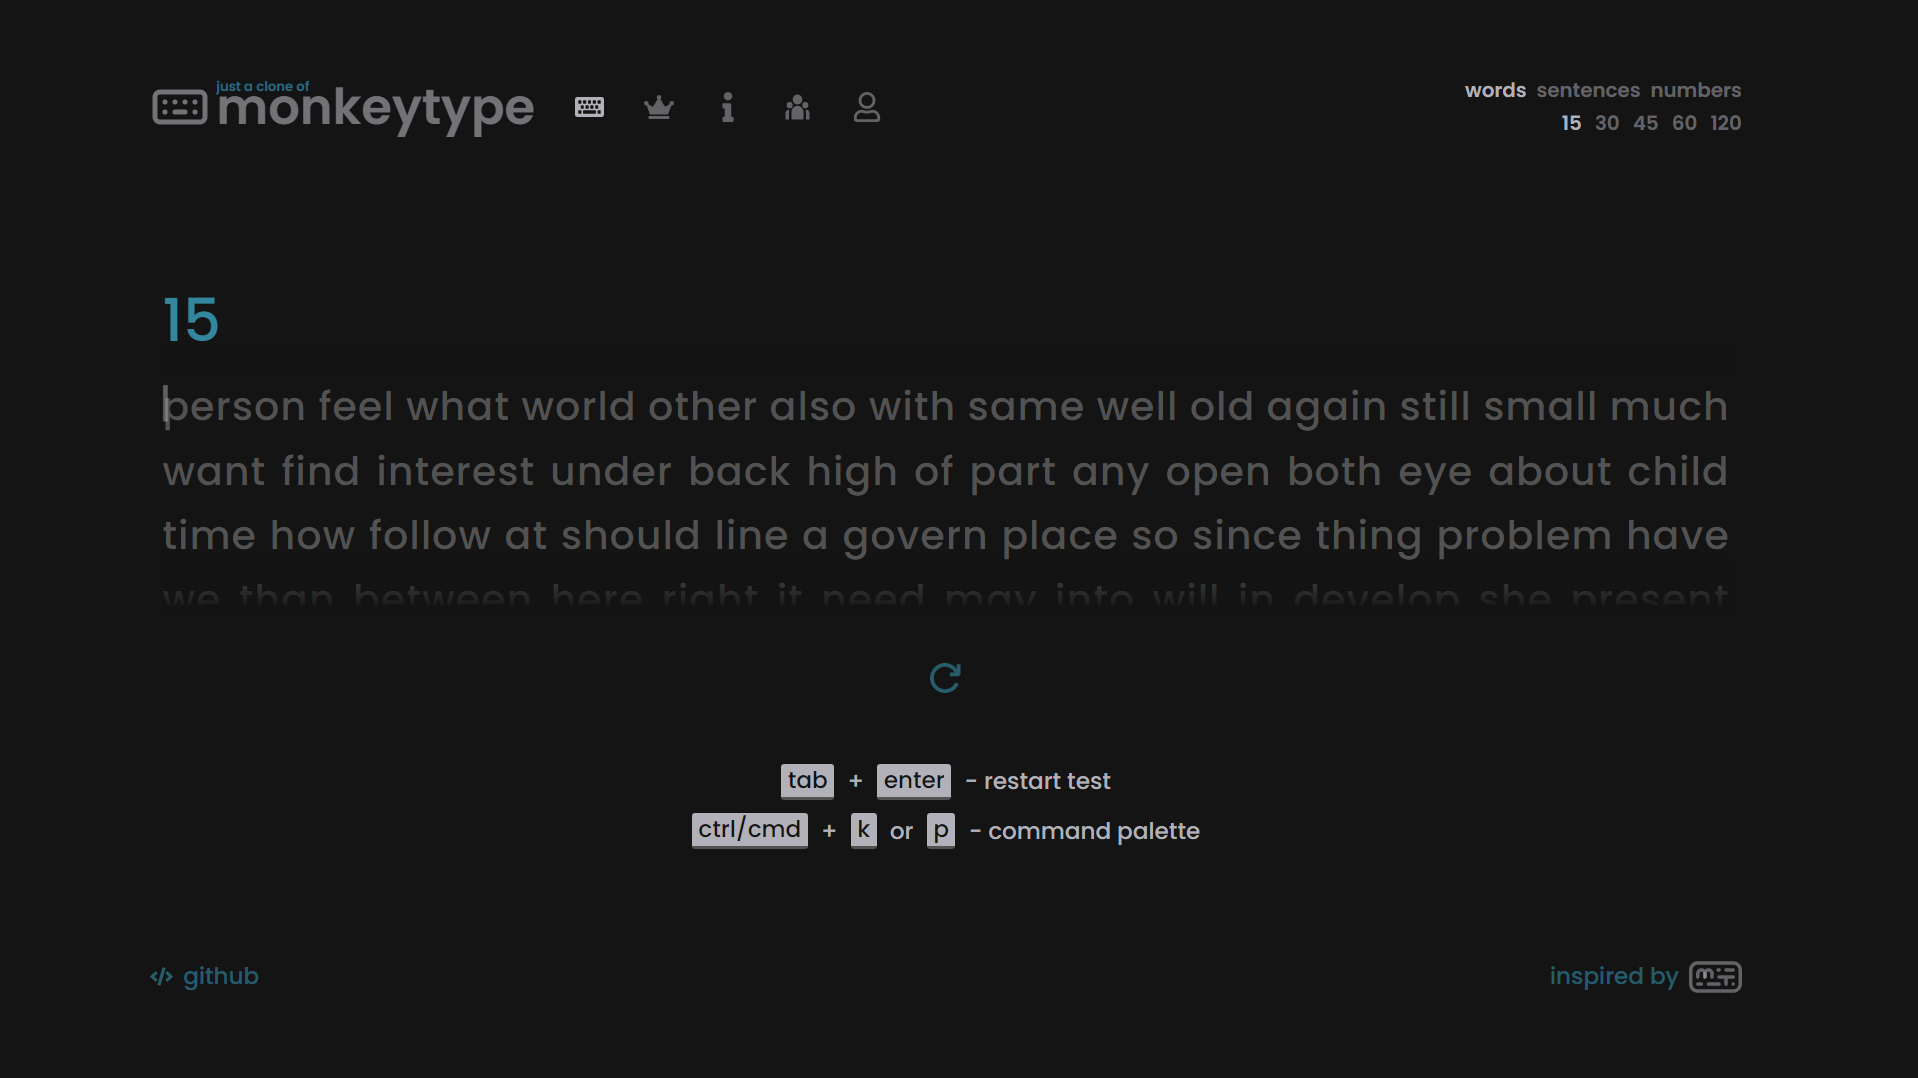 just a clone of
monkeytype
words sentences numbers
15 30 45 60 120
15
person feel what world other also with same well old again still small much
want find interest under back high of part any open both eye about child
time how follow at should line a govern place so since thing problem have
we than between here right it need may into will in develop she present
tab + enter - restart test
ctrl/cmd + k or p - command palette
</> github
inspired by